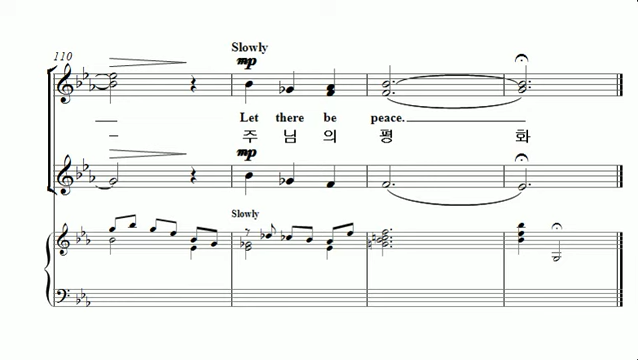 110
Slowly
mp
Let there be peace.
주 님 의 평 화
mp
Slowly